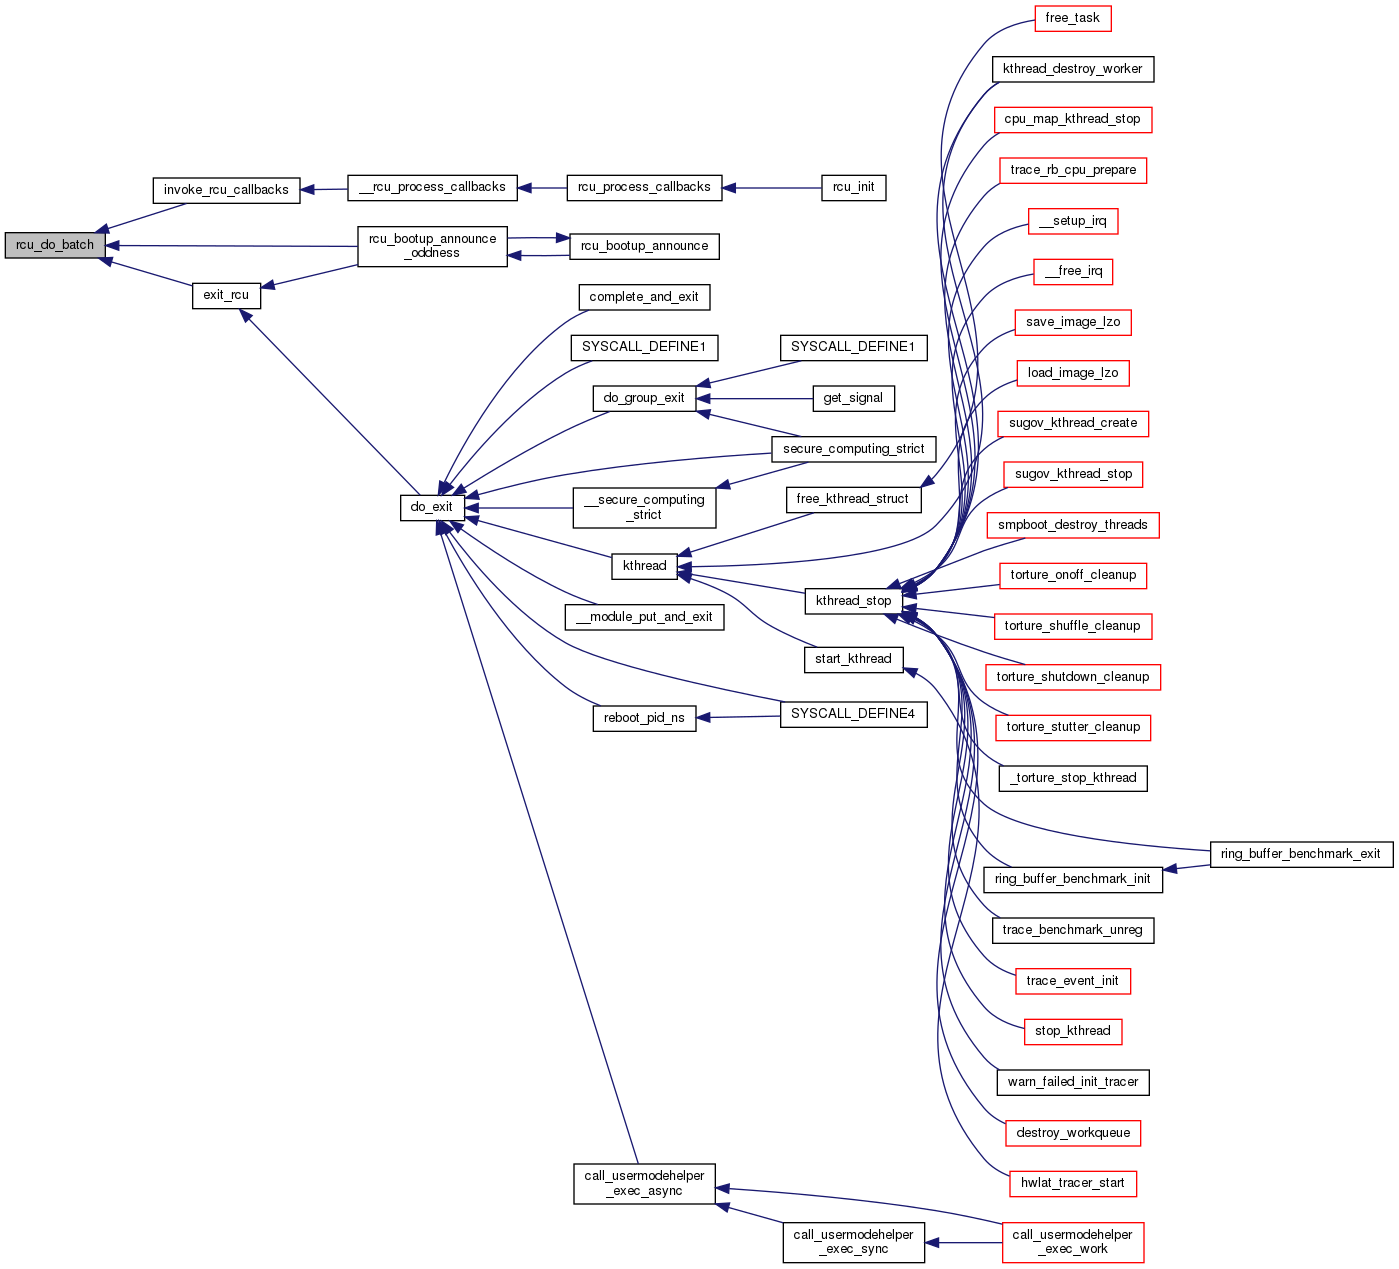 free_task
kthread_destroy_worker
cpu_map_kthread_stop
trace_rb_cpu_prepare
invoke_rcu_callbacks
__rcu_process_callbacks
rcu_process_callbacks
rcu_init
__setup_irq
rcu_do_batch
rcu_bootup_announce
_oddness
rcu_bootup_announce
__free_irq
exit_rcu
complete_and_exit
save_image_lzo
SYSCALL_DEFINE1
SYSCALL_DEFINE1
load_image_lzo
do_group_exit
get_signal
sugov_kthread_create
secure_computing_strict
sugov_kthread_stop
do_exit
__secure_computing
_strict
free_kthread_struct
smpboot_destroy_threads
kthread
torture_onoff_cleanup
kthread_stop
__module_put_and_exit
torture_shuffle_cleanup
start_kthread
torture_shutdown_cleanup
reboot_pid_ns
SYSCALL_DEFINE4
torture_stutter_cleanup
_torture_stop_kthread
ring_buffer_benchmark_exit
ring_buffer_benchmark_init
trace_benchmark_unreg
trace_event_init
stop_kthread
warn_failed_init_tracer
destroy_workqueue
call_usermodehelper
_exec_async
hwlat_tracer_start
call_usermodehelper
_exec_sync
call_usermodehelper
_exec_work